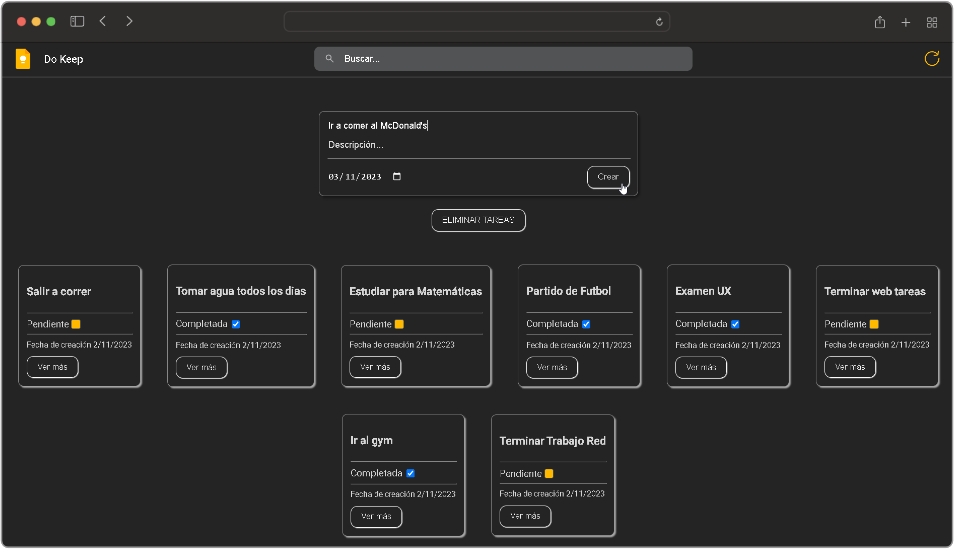 Do Keep
Buscar...
Ir a comer al McDonald's
Descripción...
03/11/2023
Crear
ELIMINAR TAREAS
Salir a correr
Pendiente
Fecha de creación 2/11/2023
Ver más
Tomar agua todos los dias
Completada
Fecha de creación 2/11/2023
Ver más
Estudiar para Matemáticas
Pendiente
Fecha de creación 2/11/2023
Ver más
Partido de Futbol
Completada
Fecha de creación 2/11/2023
Ver más
Examen UX
Completada
Fecha de creación 2/11/2023
Ver más
Terminar web tareas
Pendiente
Fecha de creación 2/11/2023
Ver más
Ir al gym
Completada
Fecha de creación 2/11/2023
Ver más
Terminar Trabajo Red
Pendiente
Fecha de creación 2/11/2023
Ver más